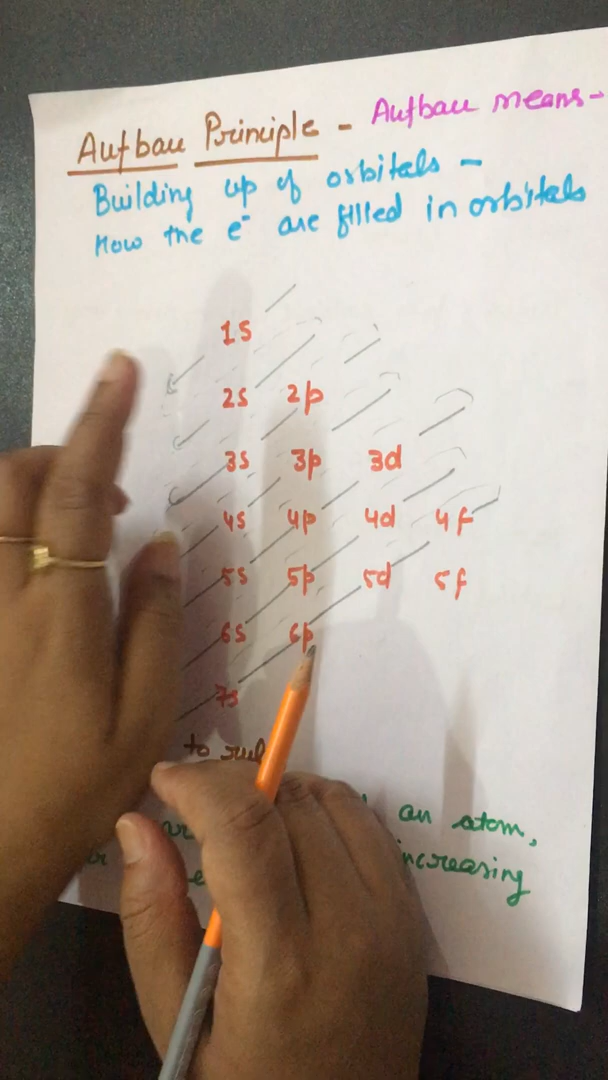 Aufbau Principle - Aufbau means-
Building up of orbitals -
How the e⁻ are filled in orbitals
1s
2s 2p
3s 3p 3d
4s 4p 4d 4f
5s 5p 5d 5f
6s 6p
7s
to
an atom,
increasing